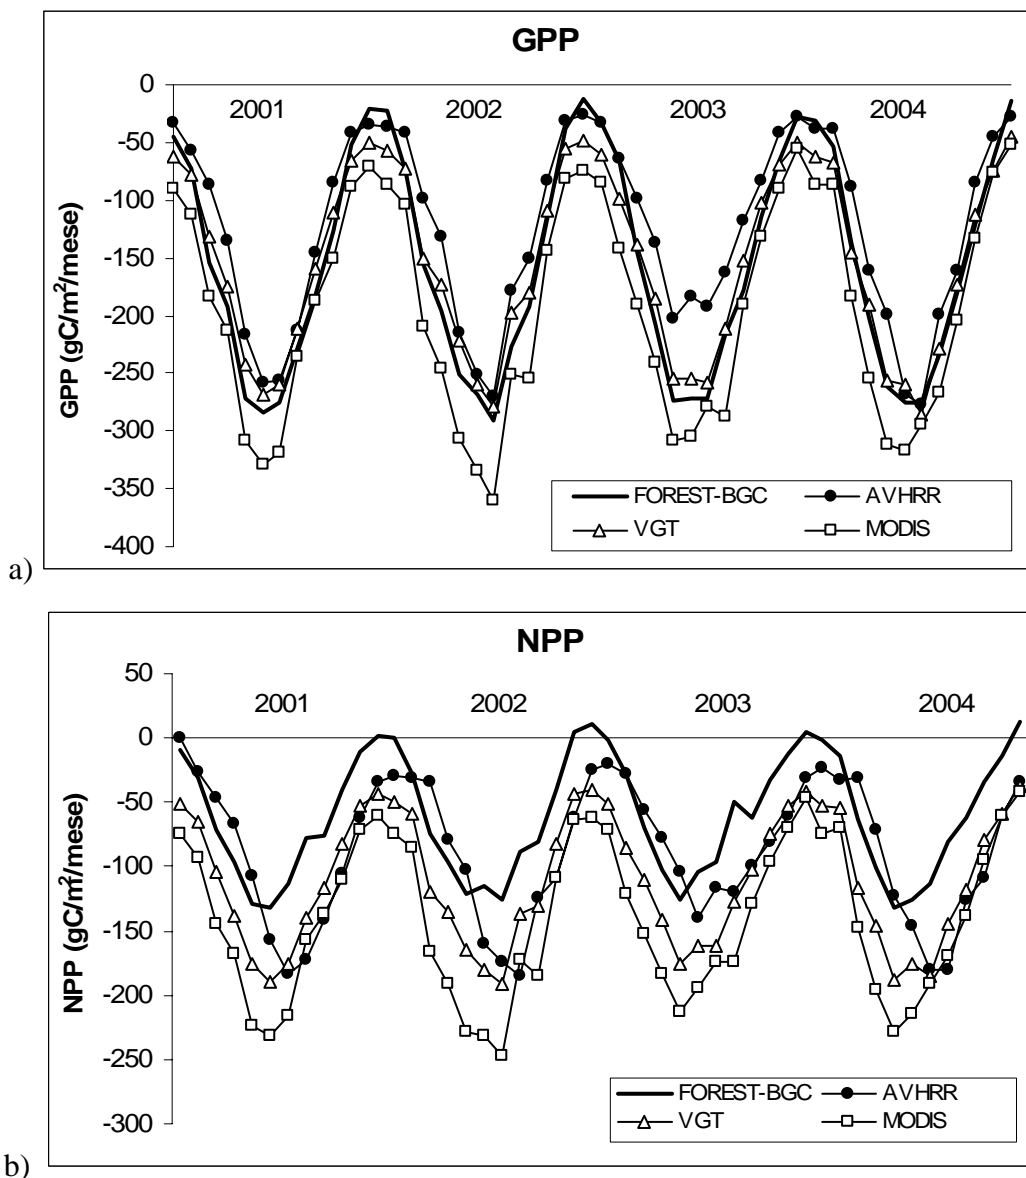 GPP
0
-50
-100
-150
-200
-250
-300
-350
-400
GPP (gC/m²/mese)
2001 2002 2003 2004
FOREST-BGC AVHRR
VGT MODIS
a)
NPP
50
0
-50
-100
-150
-200
-250
-300
NPP (gC/m²/mese)
2001 2002 2003 2004
FOREST-BGC AVHRR
VGT MODIS
b)